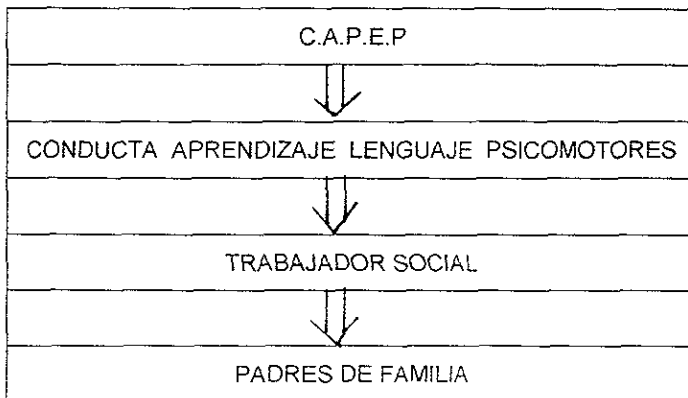 C.A.P.E.P
CONDUCTA APRENDIZAJE LENGUAJE PSICOMOTORES
TRABAJADOR SOCIAL
PADRES DE FAMILIA